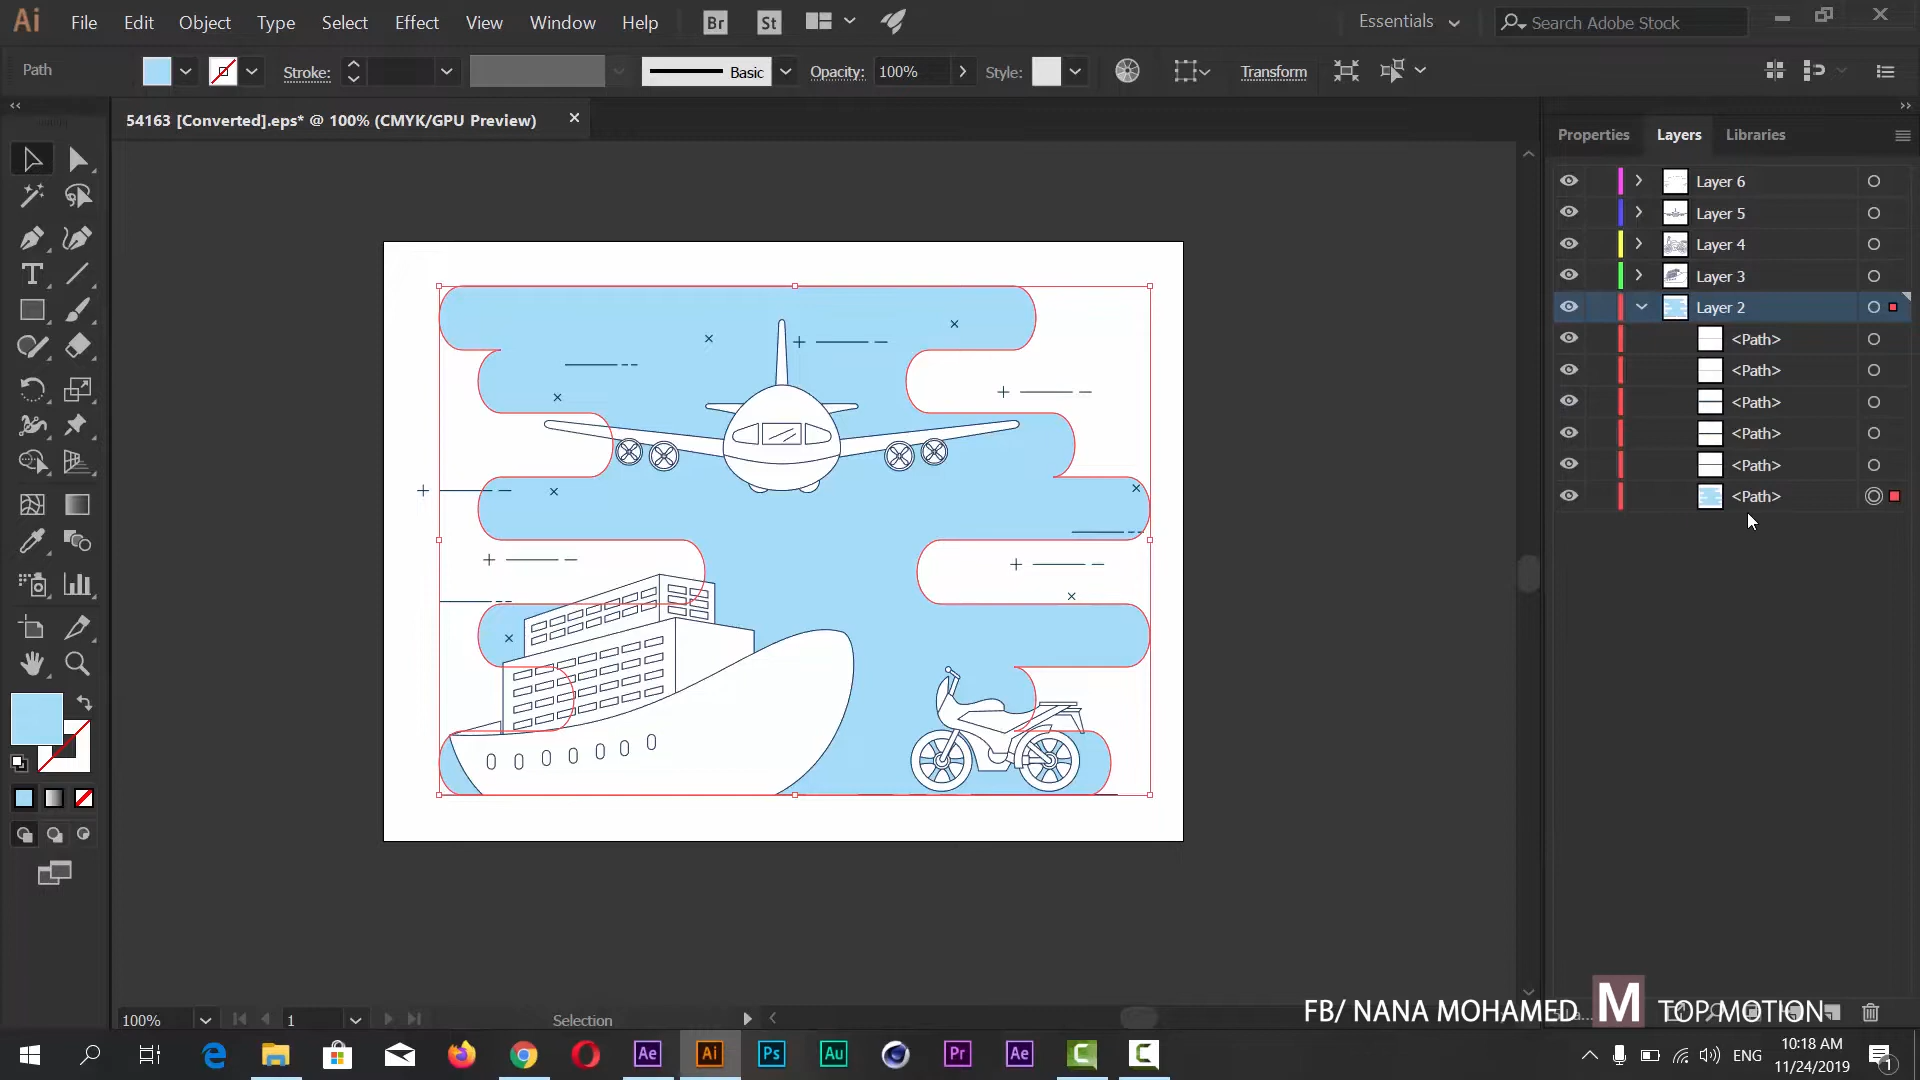 Ai File Edit Object Type Select Effect View Window Help Br St Essentials Search Adobe Stock
Path Stroke: Basic Opacity: 100% Style: Transform
54163 [Converted].eps* @ 100% (CMYK/GPU Preview)
Properties Layers Libraries
Layer 6
Layer 5
Layer 4
Layer 3
Layer 2
<Path>
<Path>
<Path>
<Path>
<Path>
<Path>
100% 1 Selection
FB/ NANA MOHAMED M TOP MOTION
Ae Ai Ps Au Pr Ae ENG 10:18 AM
11/24/2019
1